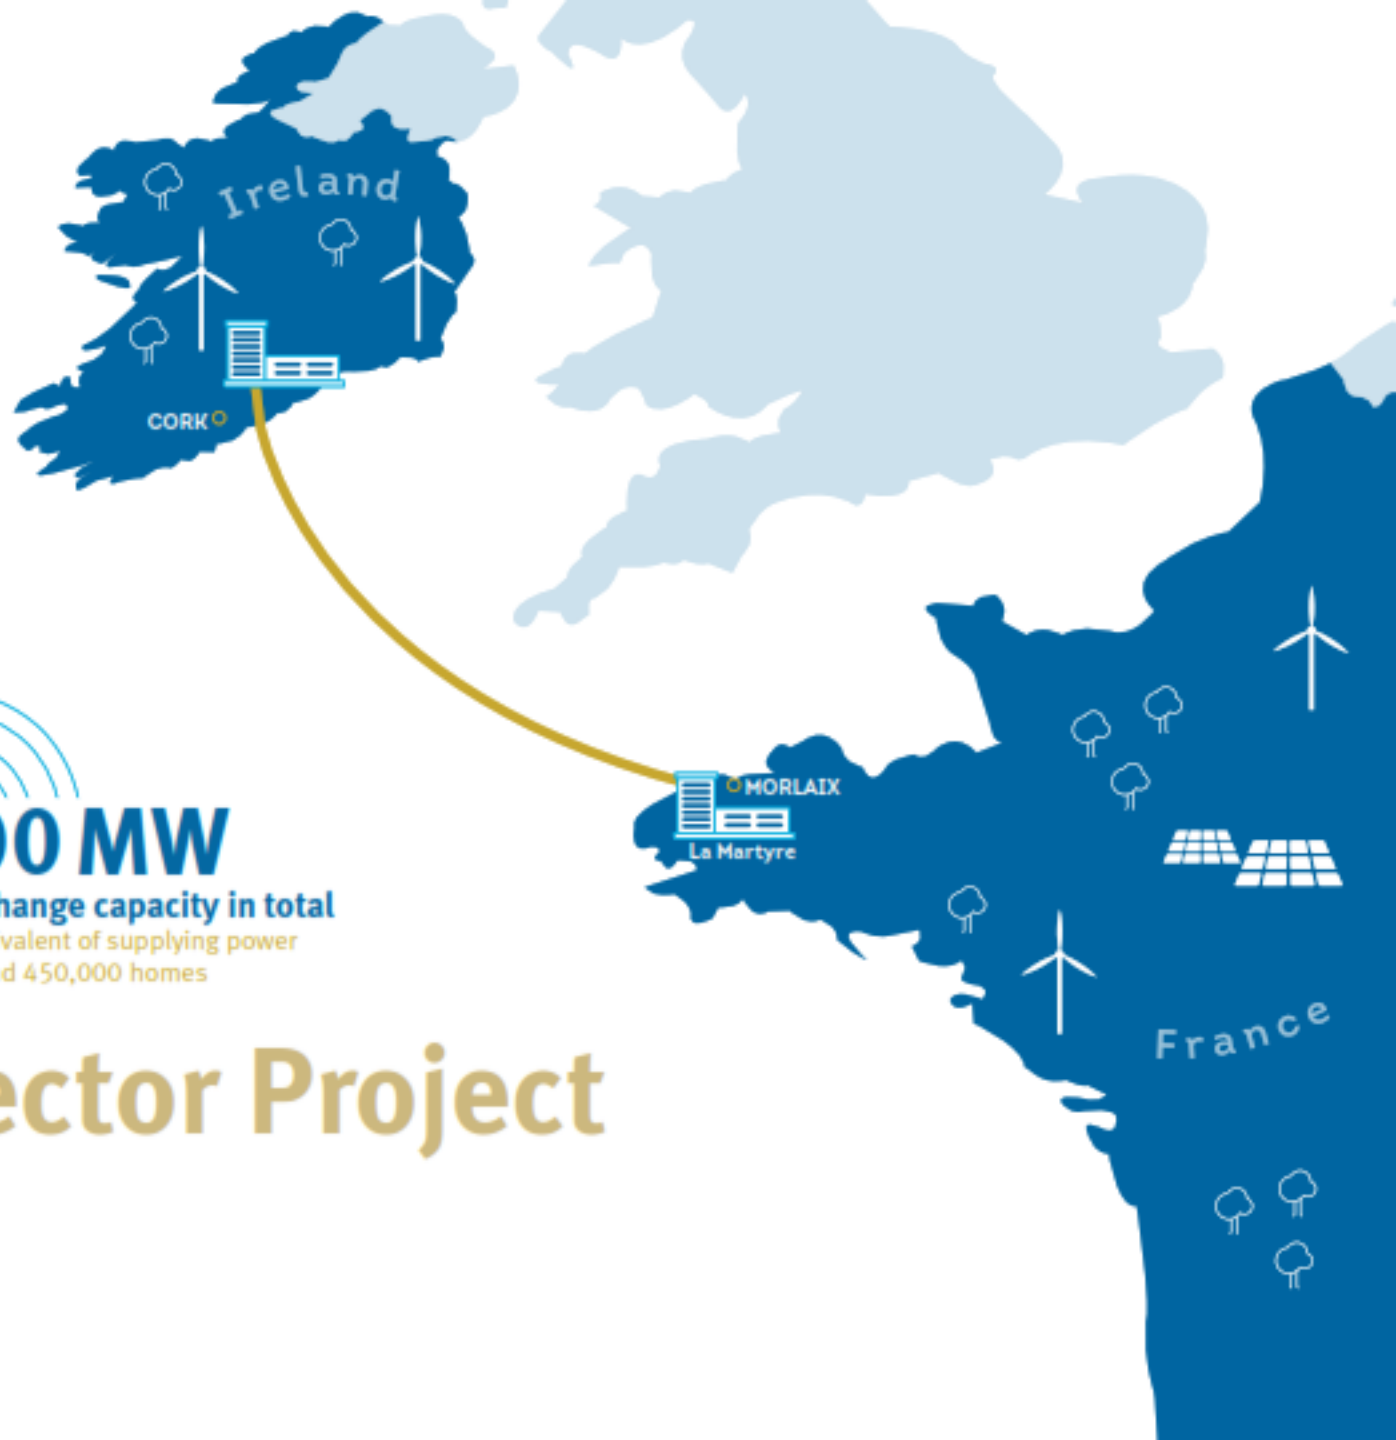 Ireland
CORK
MORLAIX
La Martyre
00 MW
hange capacity in total
valent of supplying power
d 450,000 homes
France
ector Project